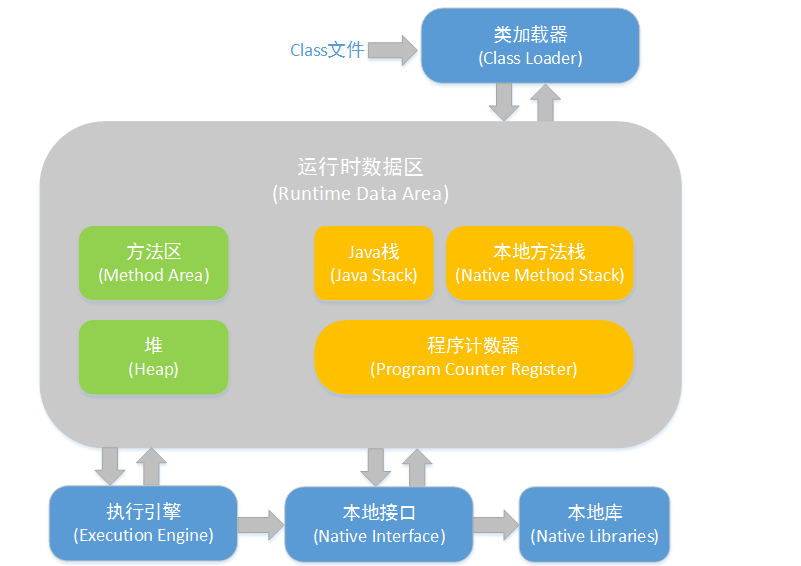 Class文件
类加载器
(Class Loader)
运行时数据区
(Runtime Data Area)
方法区
(Method Area)
Java栈
(Java Stack)
本地方法栈
(Native Method Stack)
堆
(Heap)
程序计数器
(Program Counter Register)
执行引擎
(Execution Engine)
本地接口
(Native Interface)
本地库
(Native Libraries)